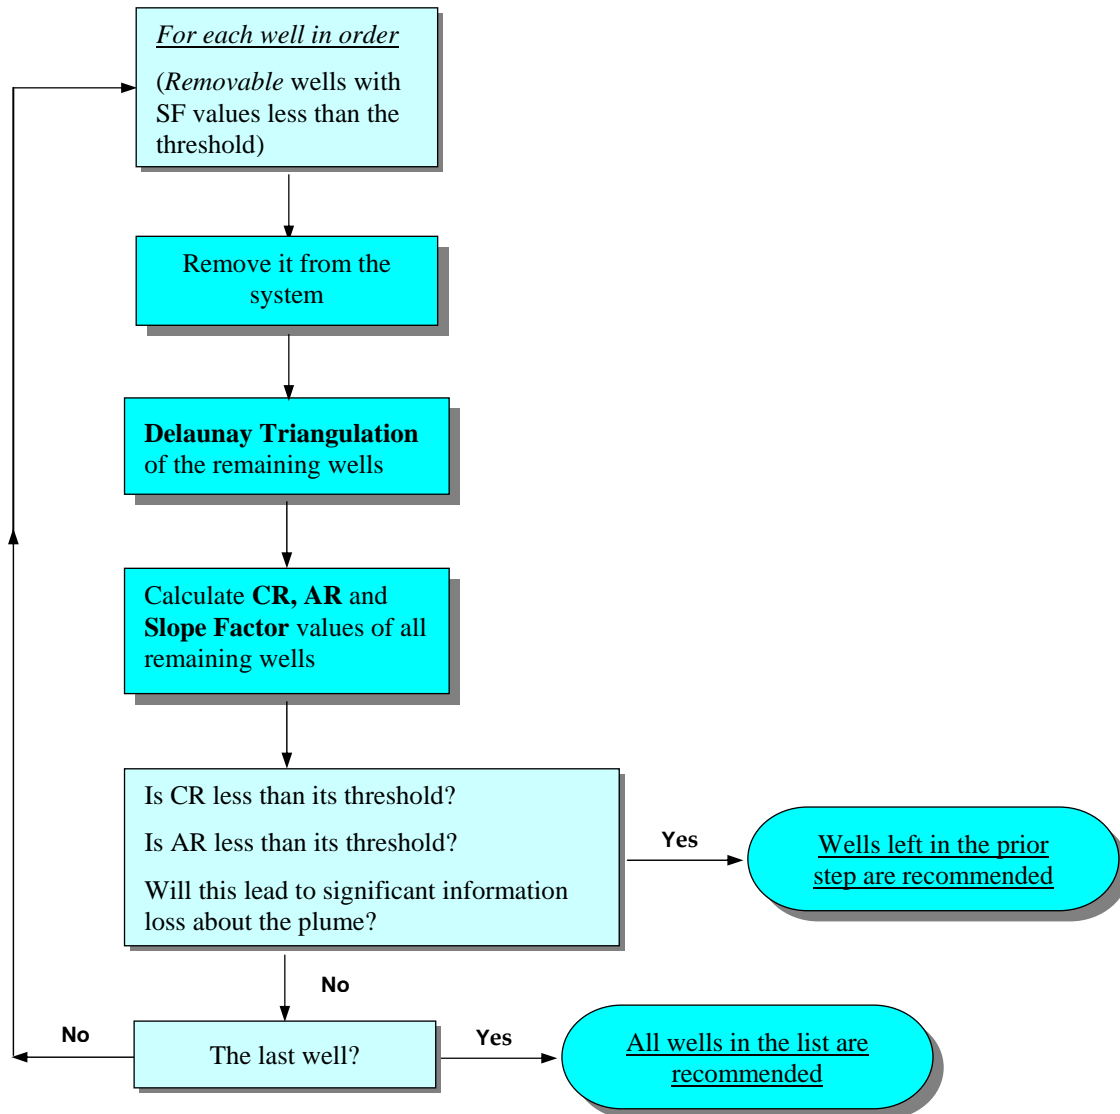 For each well in order
(Removable wells with
SF values less than the
threshold)
Remove it from the
system
Delaunay Triangulation
of the remaining wells
Calculate CR, AR and
Slope Factor values of all
remaining wells
Is CR less than its threshold?
Is AR less than its threshold?
Will this lead to significant information
loss about the plume?
Yes
Wells left in the prior
step are recommended
No
The last well?
No
Yes
All wells in the list are
recommended